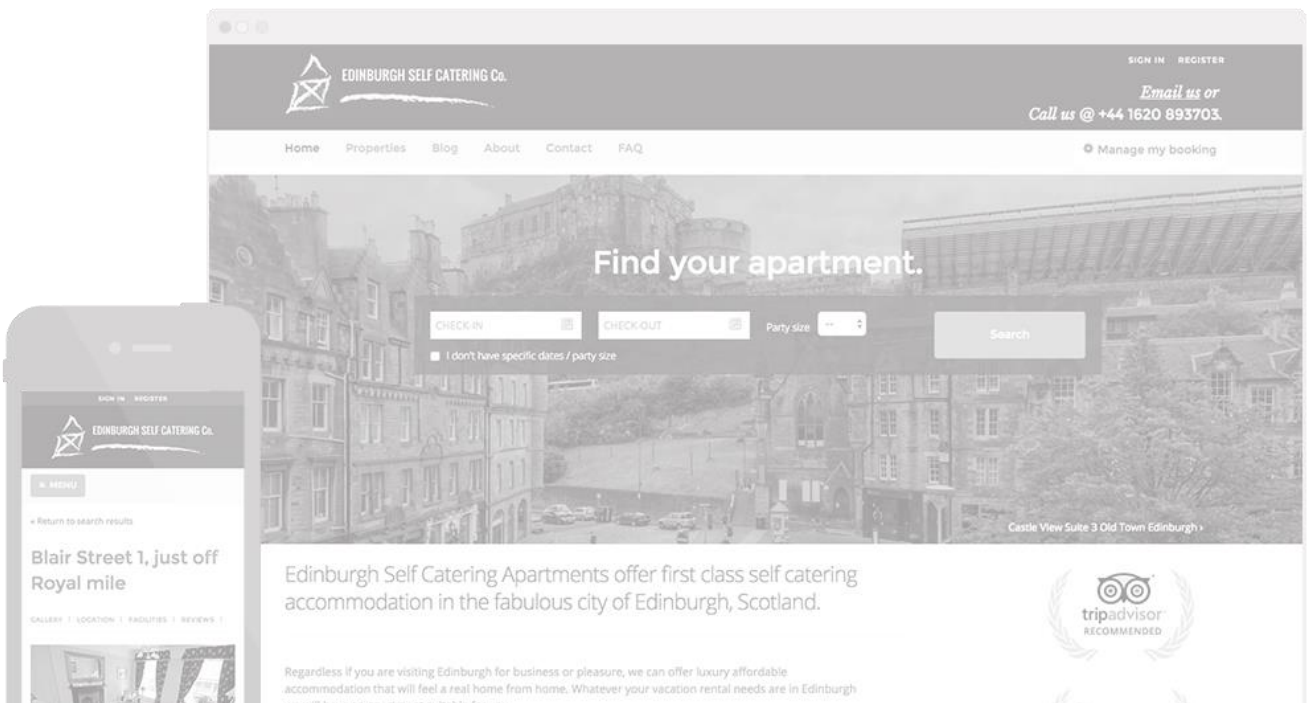 EDINBURGH SELF CATERING Co.
SIGN IN REGISTER
Email us or
Call us @ +44 1620 893703.
Home Properties Blog About Contact FAQ
Manage my booking
Find your apartment.
CHECK-IN CHECK-OUT Party size -- Search
I don't have specific dates / party size
Castle View Suite 3 Old Town Edinburgh ›
Edinburgh Self Catering Apartments offer first class self catering
accommodation in the fabulous city of Edinburgh, Scotland.
tripadvisor
RECOMMENDED
Regardless if you are visiting Edinburgh for business or pleasure, we can offer luxury affordable
accommodation that will feel a real home from home. Whatever your vacation rental needs are in Edinburgh
SIGN IN REGISTER
EDINBURGH SELF CATERING Co.
≡ MENU
« Return to search results
Blair Street 1, just off
Royal mile
GALLERY | LOCATION | FACILITIES | REVIEWS |